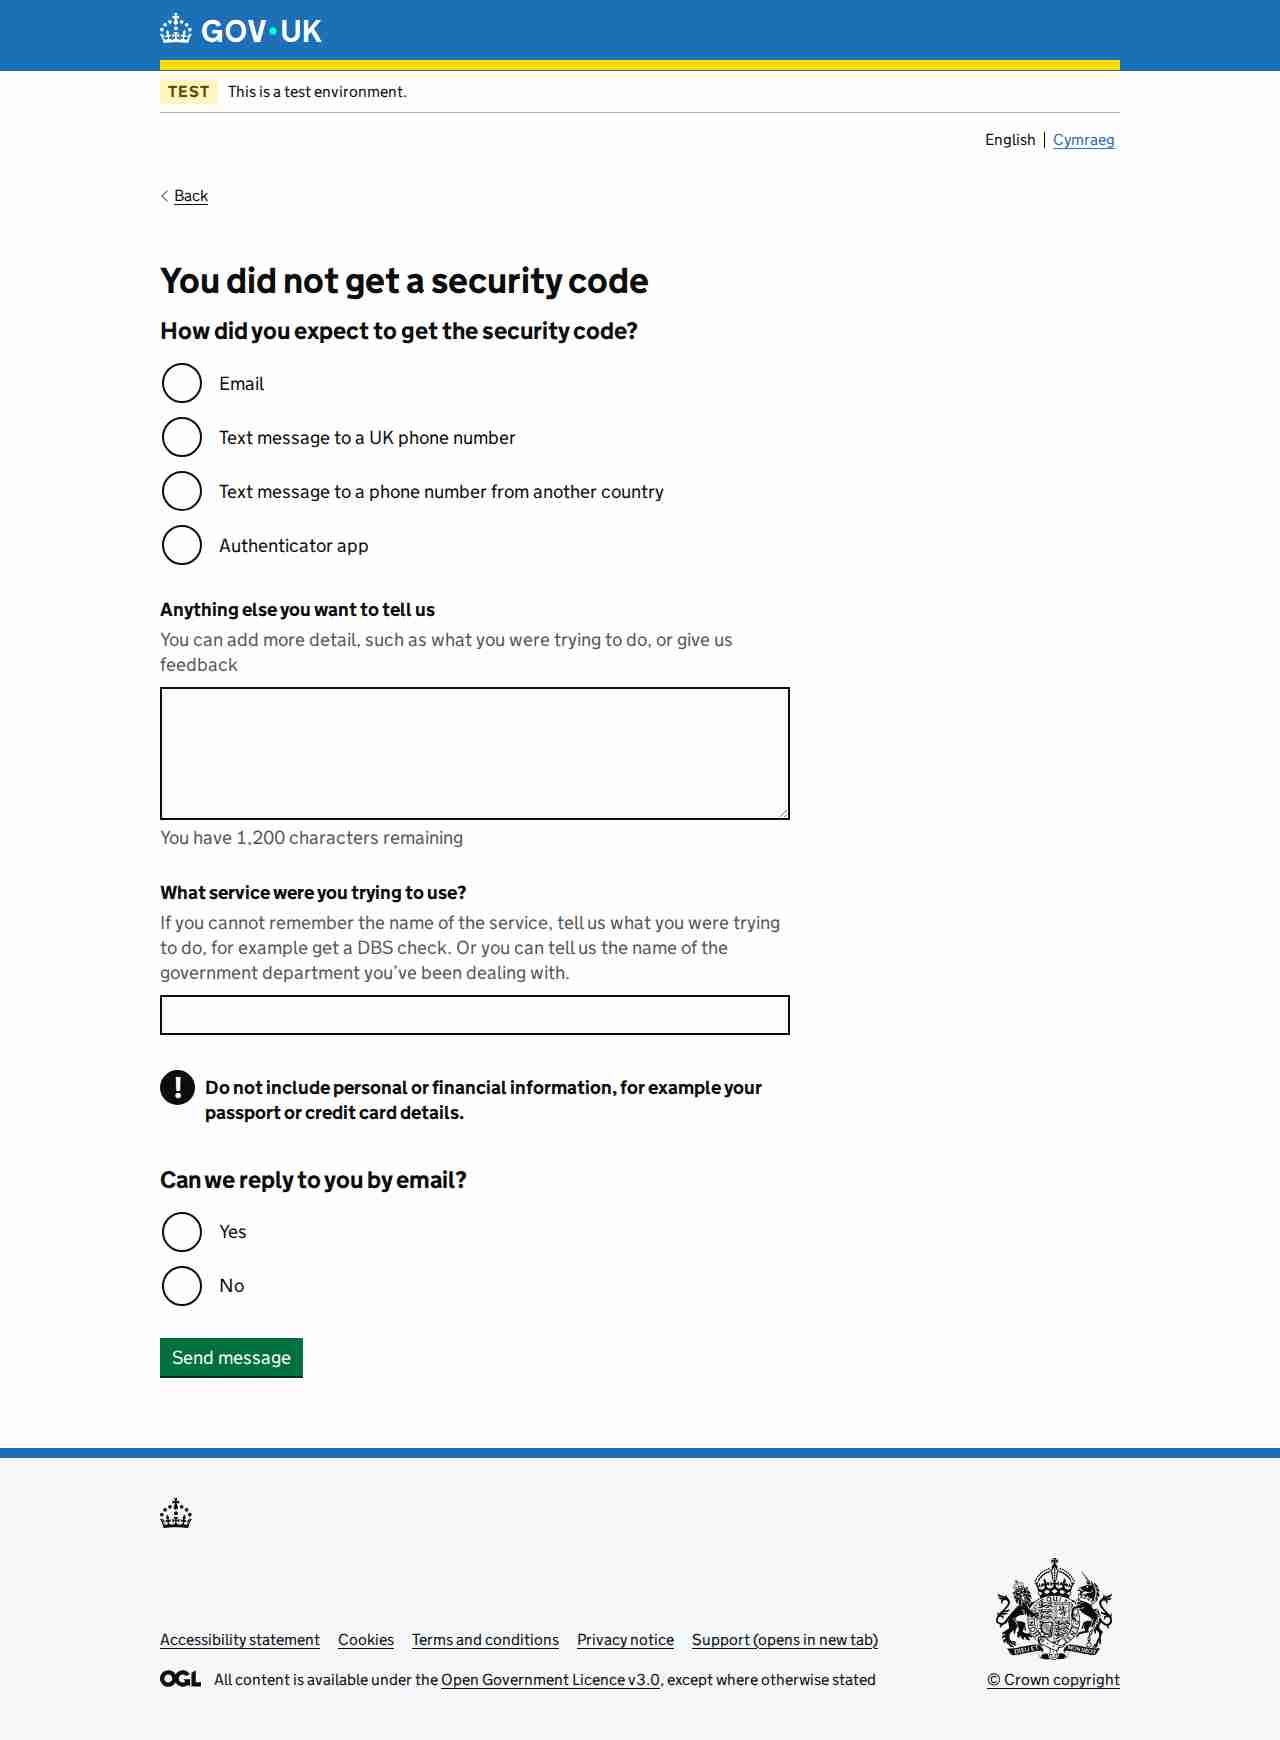 GOV·UK
TEST This is a test environment.
English Cymraeg
Back
You did not get a security code
How did you expect to get the security code?
Email
Text message to a UK phone number
Text message to a phone number from another country
Authenticator app
Anything else you want to tell us
You can add more detail, such as what you were trying to do, or give us
feedback
You have 1,200 characters remaining
What service were you trying to use?
If you cannot remember the name of the service, tell us what you were trying
to do, for example get a DBS check. Or you can tell us the name of the
government department you’ve been dealing with.
! Do not include personal or financial information, for example your
passport or credit card details.
Can we reply to you by email?
Yes
No
Send message
Accessibility statement Cookies Terms and conditions Privacy notice Support (opens in new tab)
OGL All content is available under the Open Government Licence v3.0, except where otherwise stated
© Crown copyright